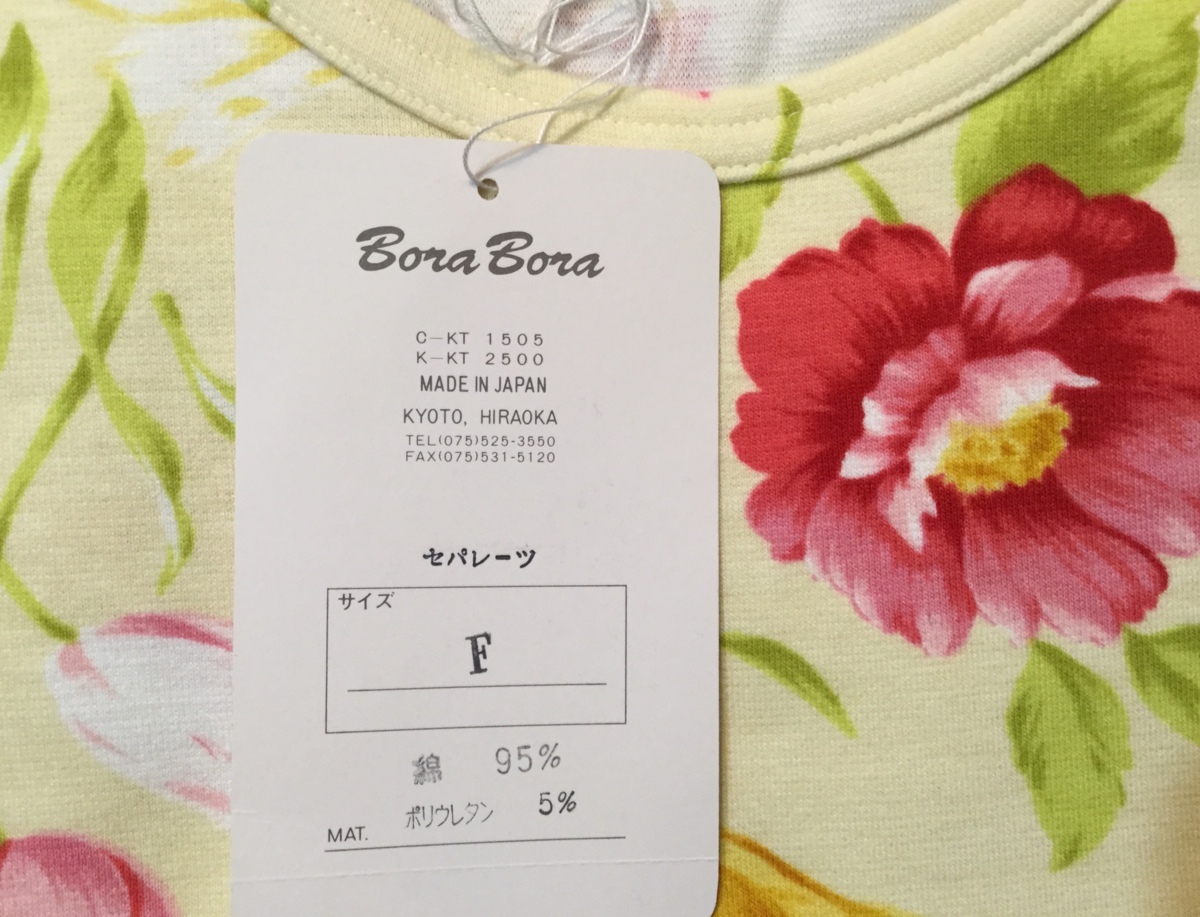 Bora Bora
C-KT 1505
K-KT 2500
MADE IN JAPAN
KYOTO, HIRAOKA
TEL(075)525-3550
FAX(075)531-5120
セパレーツ
サイズ
F
綿 95%
ポリウレタン 5%
MAT.